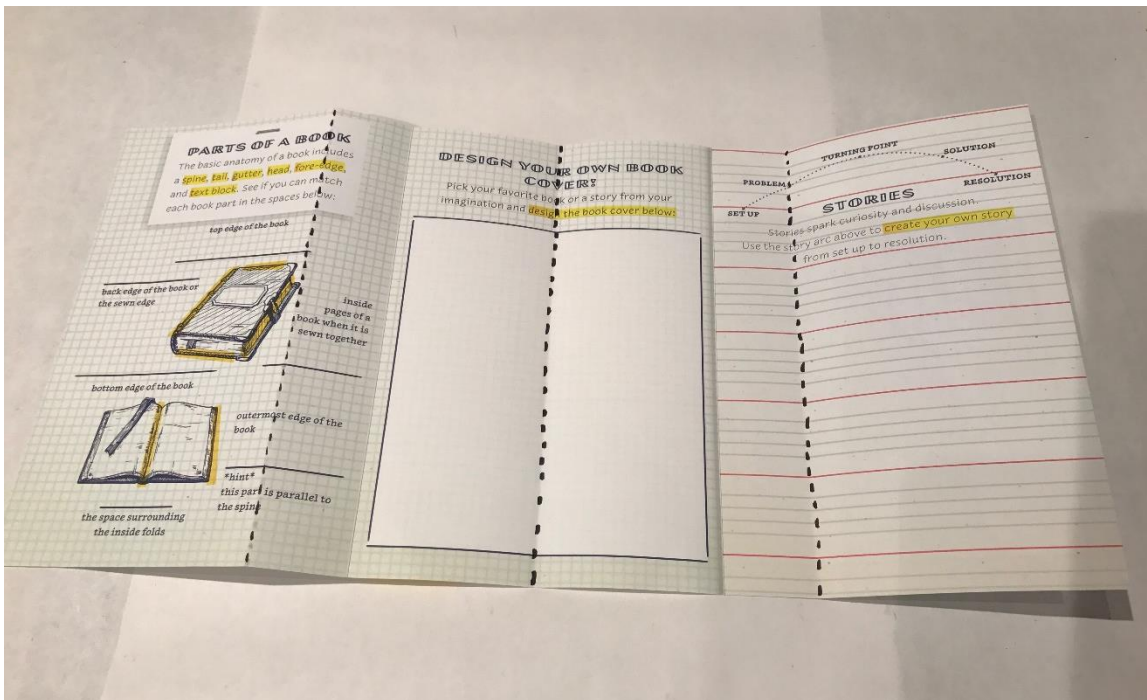 PARTS OF A BOOK
The basic anatomy of a book includes
a spine, tail, gutter, head, fore-edge,
and text block. See if you can match
each book part in the spaces below:
top edge of the book
back edge of the book or
the sewn edge
inside
pages of a
book when it is
sewn together
bottom edge of the book
outermost edge of the
book
*hint*
this part is parallel to
the spine
the space surrounding
the inside folds
DESIGN YOUR OWN BOOK
COVER!
Pick your favorite book or a story from your
imagination and design the book cover below:
SET UP
PROBLEM
TURNING POINT
SOLUTION
RESOLUTION
STORIES
Stories spark curiosity and discussion.
Use the story arc above to create your own story
from set up to resolution.